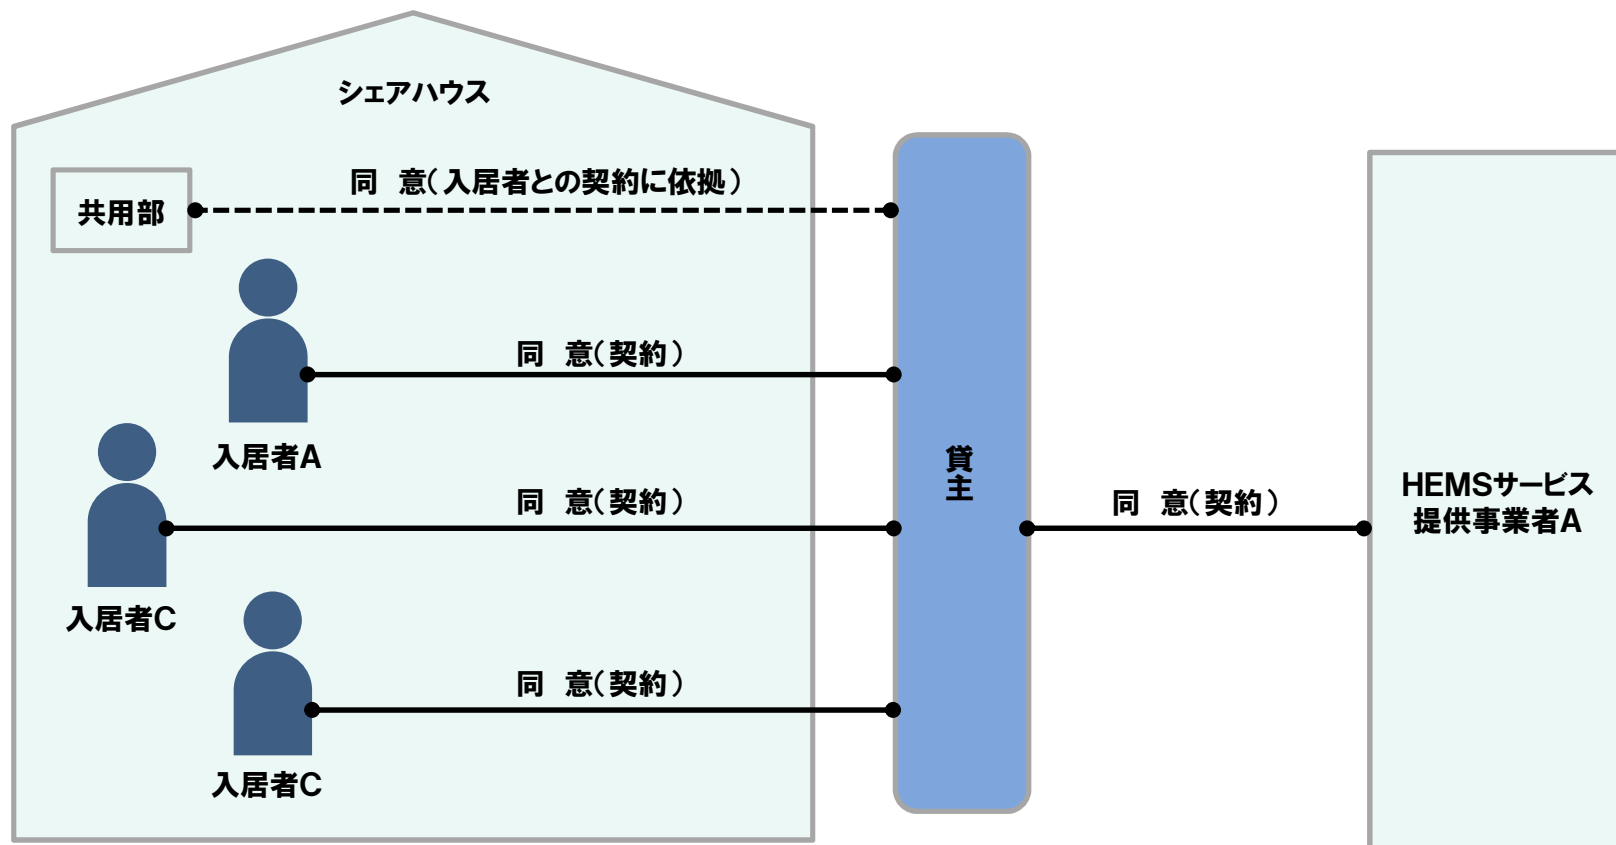 シェアハウス
共用部
同　意（入居者との契約に依拠）
同　意（契約）
入居者A
同　意（契約）
入居者C
同　意（契約）
入居者C
貸主
同　意（契約）
HEMSサービス
提供事業者A